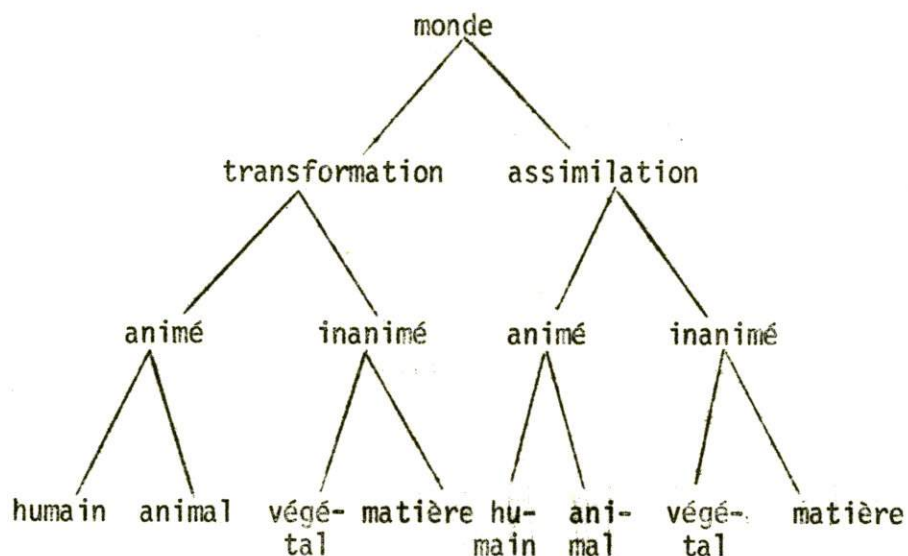 monde
transformation assimilation
animé inanimé animé inanimé
humain animal végé- matière hu- ani- végé- matière
tal main mal tal